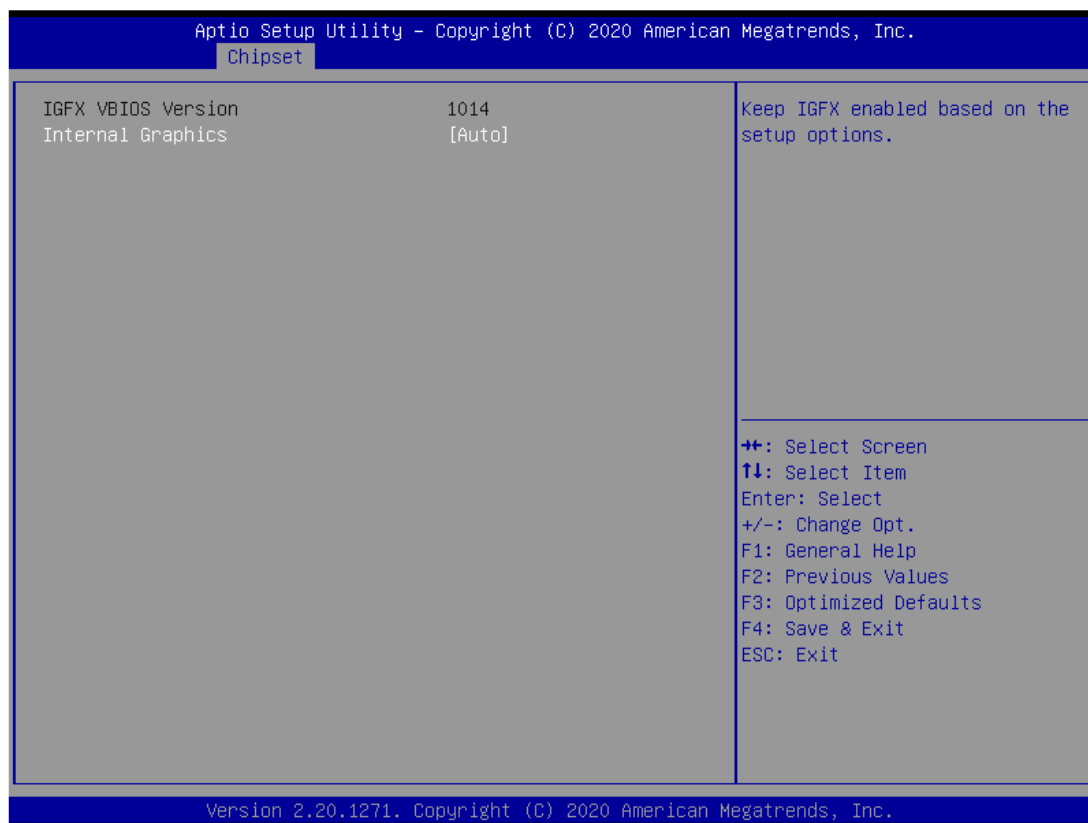 Aptio Setup Utility – Copyright (C) 2020 American Megatrends, Inc.
Chipset
IGFX VBIOS Version 1014
Internal Graphics [Auto]
Keep IGFX enabled based on the
setup options.
→←: Select Screen
↑↓: Select Item
Enter: Select
+/-: Change Opt.
F1: General Help
F2: Previous Values
F3: Optimized Defaults
F4: Save & Exit
ESC: Exit
Version 2.20.1271. Copyright (C) 2020 American Megatrends, Inc.